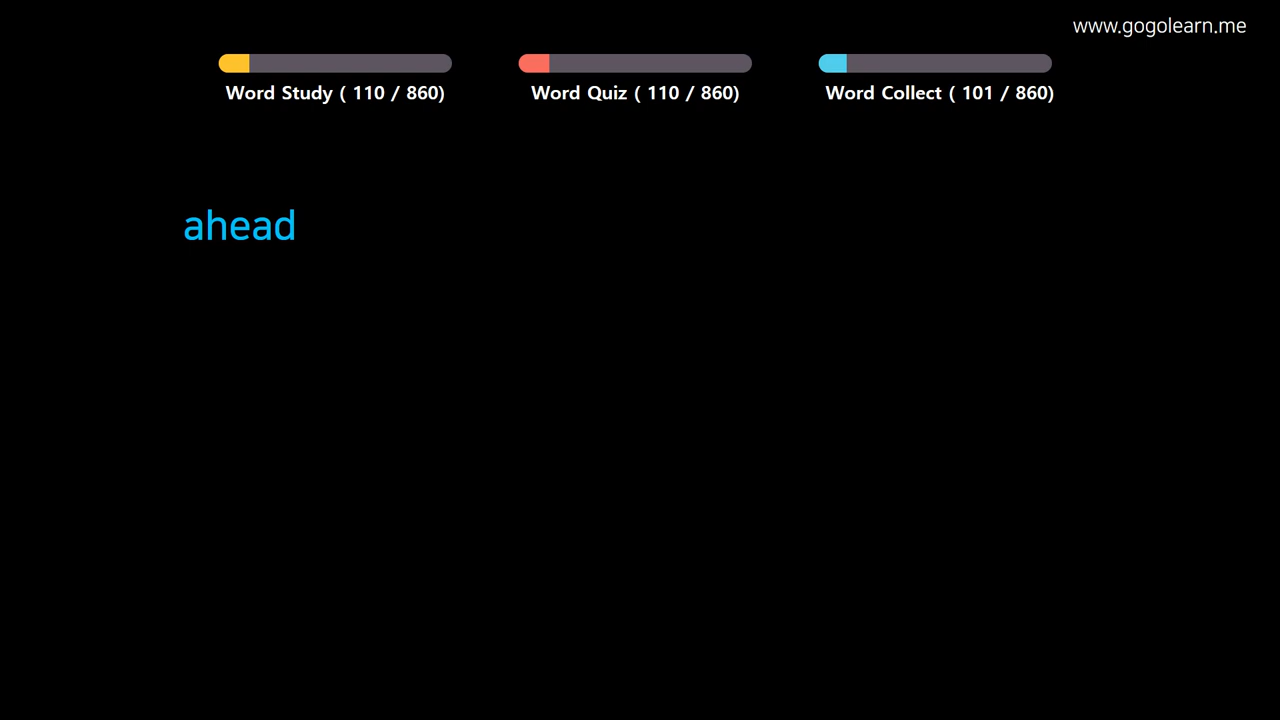 www.gogolearn.me
Word Study ( 110 / 860) Word Quiz ( 110 / 860) Word Collect ( 101 / 860)
ahead